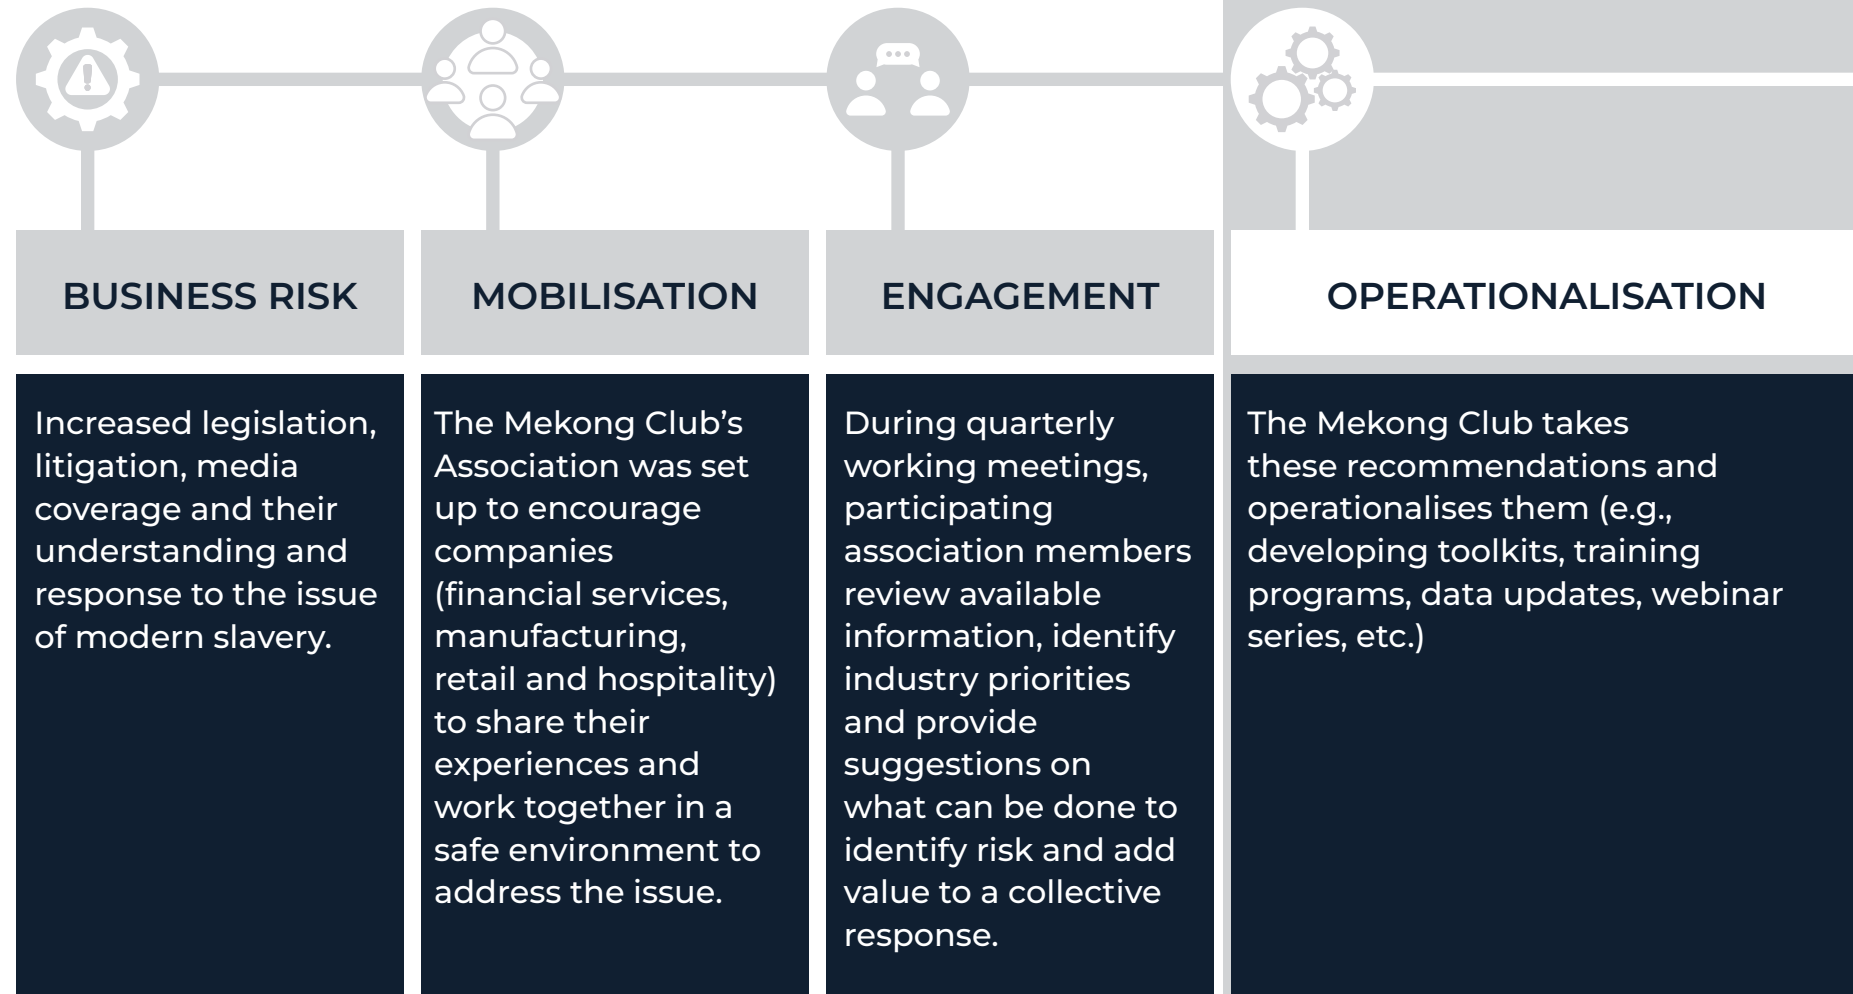 BUSINESS RISK
Increased legislation,
litigation, media
coverage and their
understanding and
response to the issue
of modern slavery.
MOBILISATION
The Mekong Club’s
Association was set
up to encourage
companies
(financial services,
manufacturing,
retail and hospitality)
to share their
experiences and
work together in a
safe environment to
address the issue.
ENGAGEMENT
During quarterly
working meetings,
participating
association members
review available
information, identify
industry priorities
and provide
suggestions on
what can be done to
identify risk and add
value to a collective
response.
OPERATIONALISATION
The Mekong Club takes
these recommendations and
operationalises them (e.g.,
developing toolkits, training
programs, data updates, webinar
series, etc.)